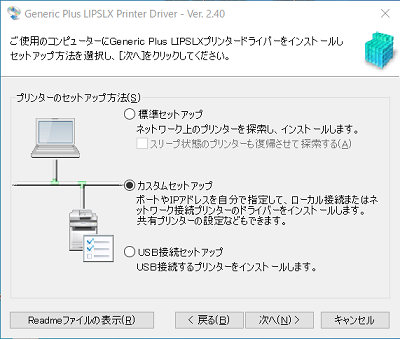 Generic Plus LIPSLX Printer Driver - Ver. 2.40
ご使用のコンピューターにGeneric Plus LIPSLXプリンタードライバーをインストールし
セットアップ方法を選択し、[次へ]をクリックしてください。
プリンターのセットアップ方法(S)
標準セットアップ
ネットワーク上のプリンターを探索し、インストールします。
スリープ状態のプリンターも復帰させて探索する(A)
カスタムセットアップ
ポートやIPアドレスを自分で指定して、ローカル接続またはネ
ットワーク接続プリンターのドライバーをインストールします。
共有プリンターの設定などもできます。
USB接続セットアップ
USB接続するプリンターをインストールします。
Readmeファイルの表示(R)
< 戻る(B)
次へ(N) >
キャンセル